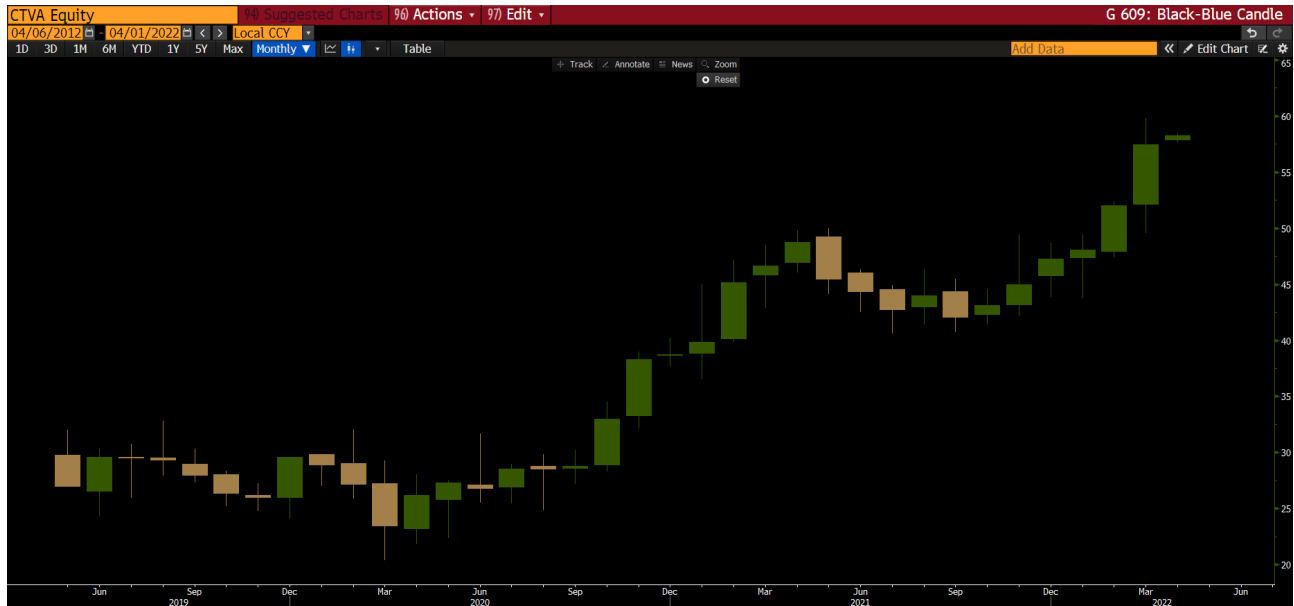 CTVA Equity 94) Suggested Charts 96) Actions 97) Edit G 609: Black-Blue Candle
04/06/2012 - 04/01/2022 < > Local CCY
1D 3D 1M 6M YTD 1Y 5Y Max Monthly ▼ Table Add Data « Edit Chart
Track Annotate News Zoom
Reset
65
60
55
50
45
40
35
30
25
20
Jun Sep Dec Mar Jun Sep Dec Mar Jun Sep Dec Mar Jun
2019 2020 2021 2022